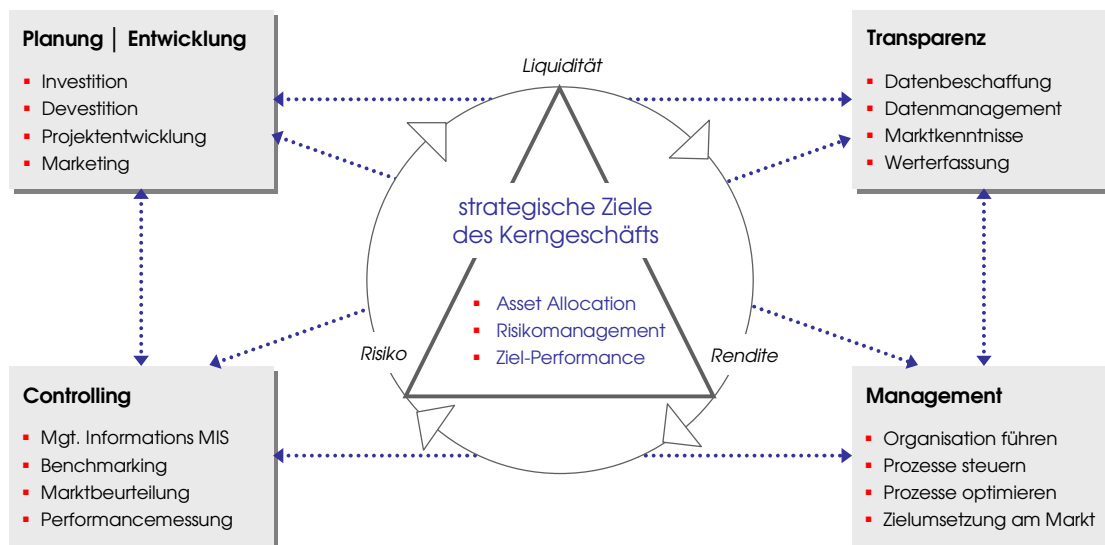 Planung | Entwicklung
Investition
Devestition
Projektentwicklung
Marketing
Liquidität
Transparenz
Datenbeschaffung
Datenmanagement
Marktkenntnisse
Werterfassung
strategische Ziele
des Kerngeschäfts
Asset Allocation
Risikomanagement
Ziel-Performance
Risiko
Rendite
Controlling
Mgt. Informations MIS
Benchmarking
Marktbeurteilung
Performancemessung
Management
Organisation führen
Prozesse steuern
Prozesse optimieren
Zielumsetzung am Markt